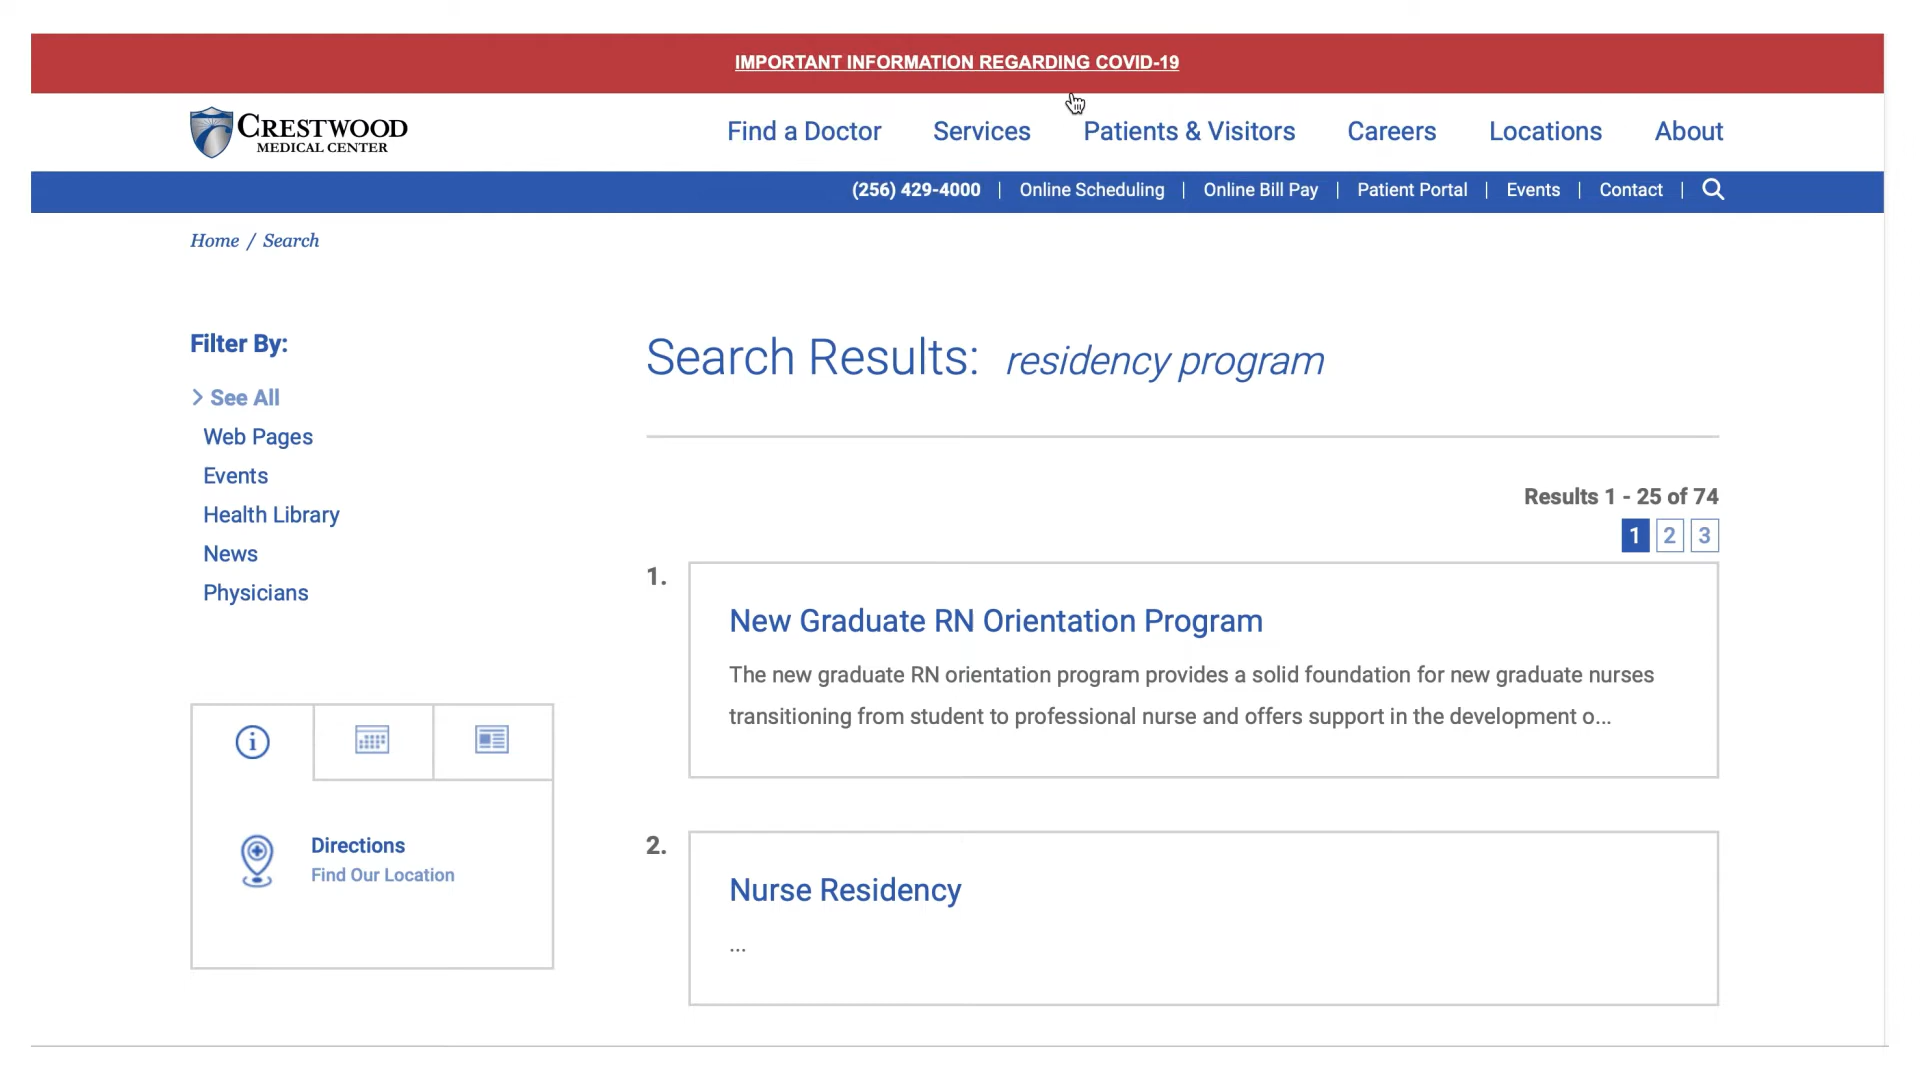 IMPORTANT INFORMATION REGARDING COVID-19
CRESTWOOD
MEDICAL CENTER
Find a Doctor Services Patients & Visitors Careers Locations About
(256) 429-4000 | Online Scheduling | Online Bill Pay | Patient Portal | Events | Contact |
Home / Search
Filter By:
> See All
Web Pages
Events
Health Library
News
Physicians
Directions
Find Our Location
Search Results: residency program
Results 1 - 25 of 74
1 2 3
1.
New Graduate RN Orientation Program
The new graduate RN orientation program provides a solid foundation for new graduate nurses
transitioning from student to professional nurse and offers support in the development o...
2.
Nurse Residency
...